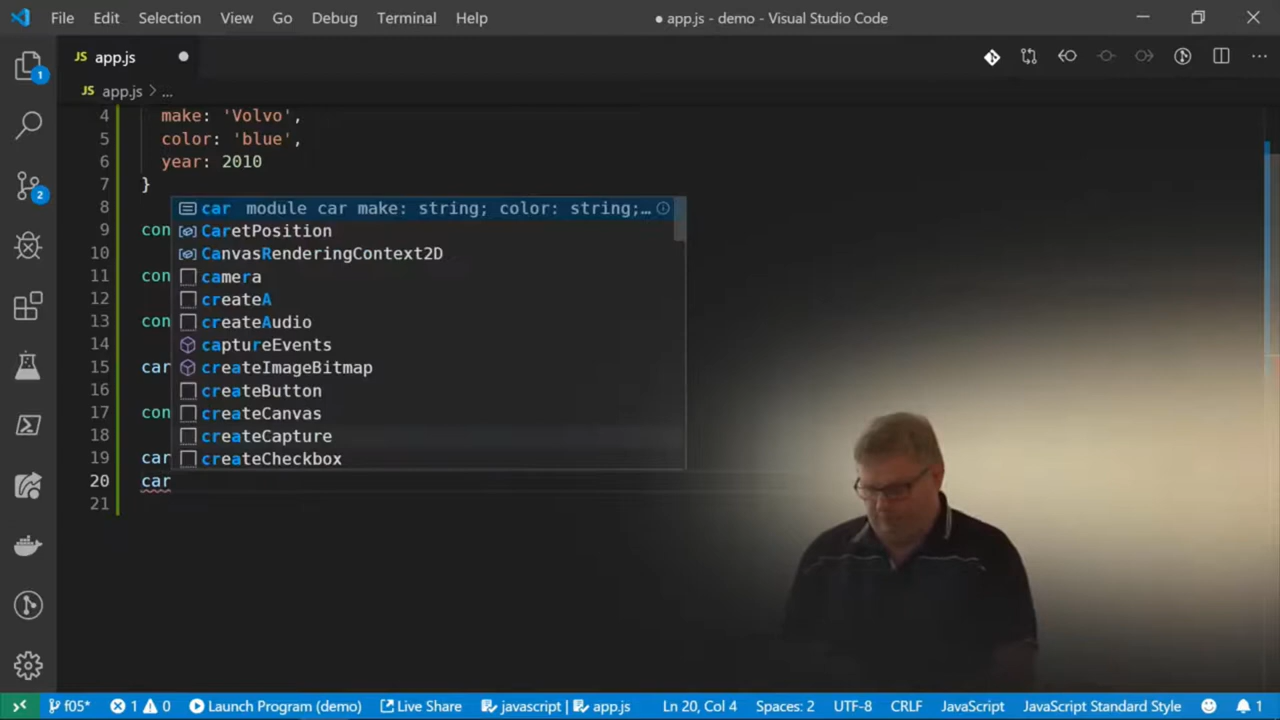 File Edit Selection View Go Debug Terminal Help ● app.js - demo - Visual Studio Code
JS app.js ●
1
JS app.js > ...
4 make: 'Volvo',
5 color: 'blue',
6 year: 2010
7 }
2
8 car module car make: string; color: string;…
9 con CaretPosition
10 CanvasRenderingContext2D
11 con camera
12 createA
13 con createAudio
14 captureEvents
15 car createImageBitmap
16 createButton
17 con createCanvas
18 createCapture
19 car createCheckbox
20 car
21
f05* 1 0 Launch Program (demo) Live Share javascript | app.js Ln 20, Col 4 Spaces: 2 UTF-8 CRLF JavaScript JavaScript Standard Style 1